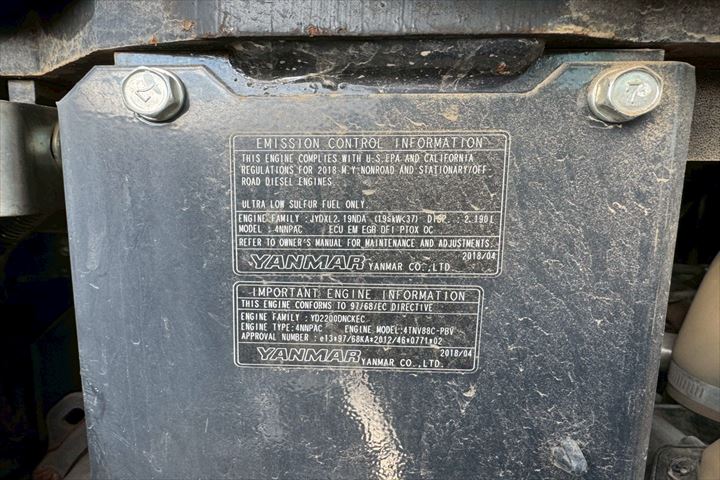 EMISSION CONTROL INFORMATION
THIS ENGINE COMPLIES WITH U.S.EPA AND CALIFORNIA
REGULATIONS FOR 2018 M.Y.NONROAD AND STATIONARY/OFF-
ROAD DIESEL ENGINES.
ULTRA LOW SULFUR FUEL ONLY.
ENGINE FAMILY : JYDXL2.19NDA (19≤kW<37) DISP. : 2.190L
MODEL : 4NNPAC ECU EM EGR DFI PTOX OC
REFER TO OWNER'S MANUAL FOR MAINTENANCE AND ADJUSTMENTS.
YANMAR YANMAR CO.,LTD. 2018/04
IMPORTANT ENGINE INFORMATION
THIS ENGINE CONFORMS TO 97/68/EC DIRECTIVE
ENGINE FAMILY : YD2200DNCKEC
ENGINE TYPE:4NNPAC ENGINE MODEL:4TNV88C-PBV
APPROVAL NUMBER : e13*97/68KA*2012/46*0771*02
YANMAR YANMAR CO.,LTD. 2018/04